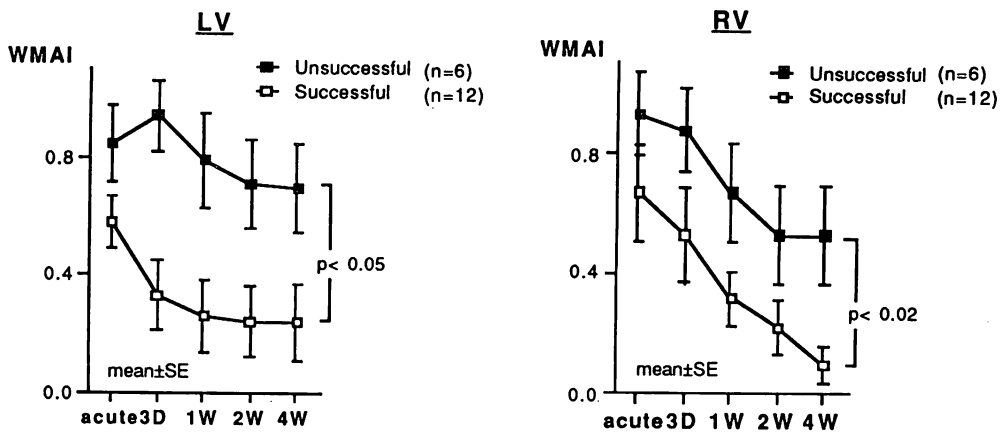 LV
WMAI
Unsuccessful (n=6)
Successful (n=12)
0.8
0.4
0.0
p< 0.05
mean±SE
acute 3D 1W 2W 4W
RV
WMAI
Unsuccessful (n=6)
Successful (n=12)
0.8
0.4
0.0
p< 0.02
mean±SE
acute 3D 1W 2W 4W